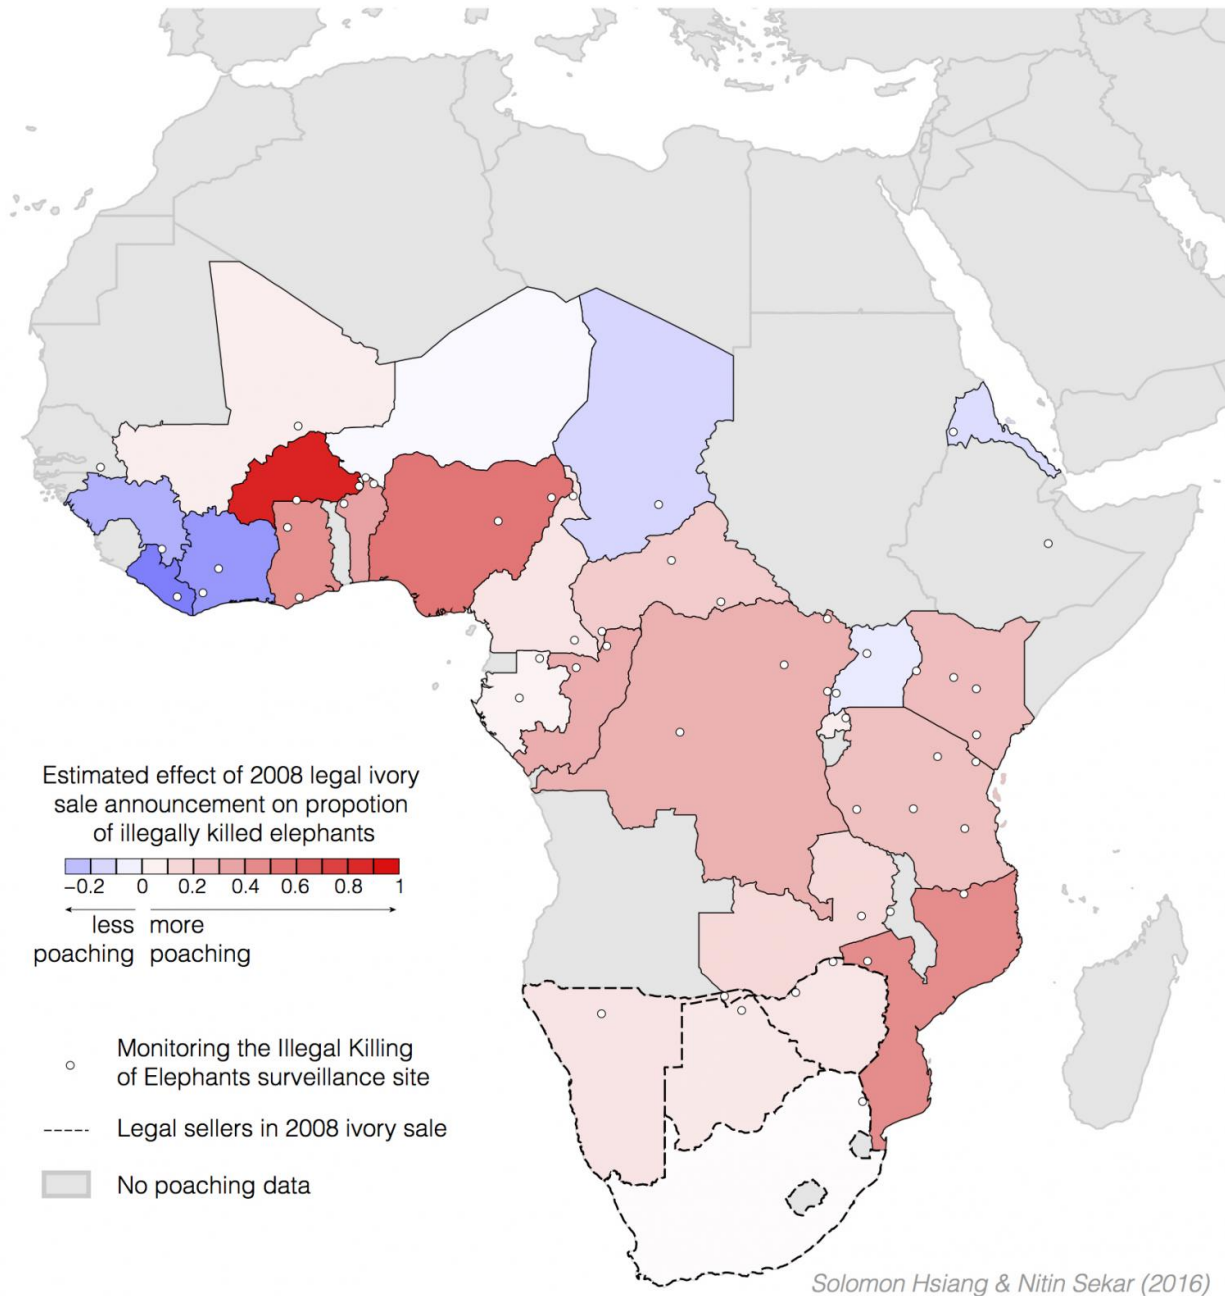 Estimated effect of 2008 legal ivory
sale announcement on propotion
of illegally killed elephants
−0.2 0 0.2 0.4 0.6 0.8 1
less more
poaching poaching
Monitoring the Illegal Killing
of Elephants surveillance site
Legal sellers in 2008 ivory sale
No poaching data
Solomon Hsiang & Nitin Sekar (2016)